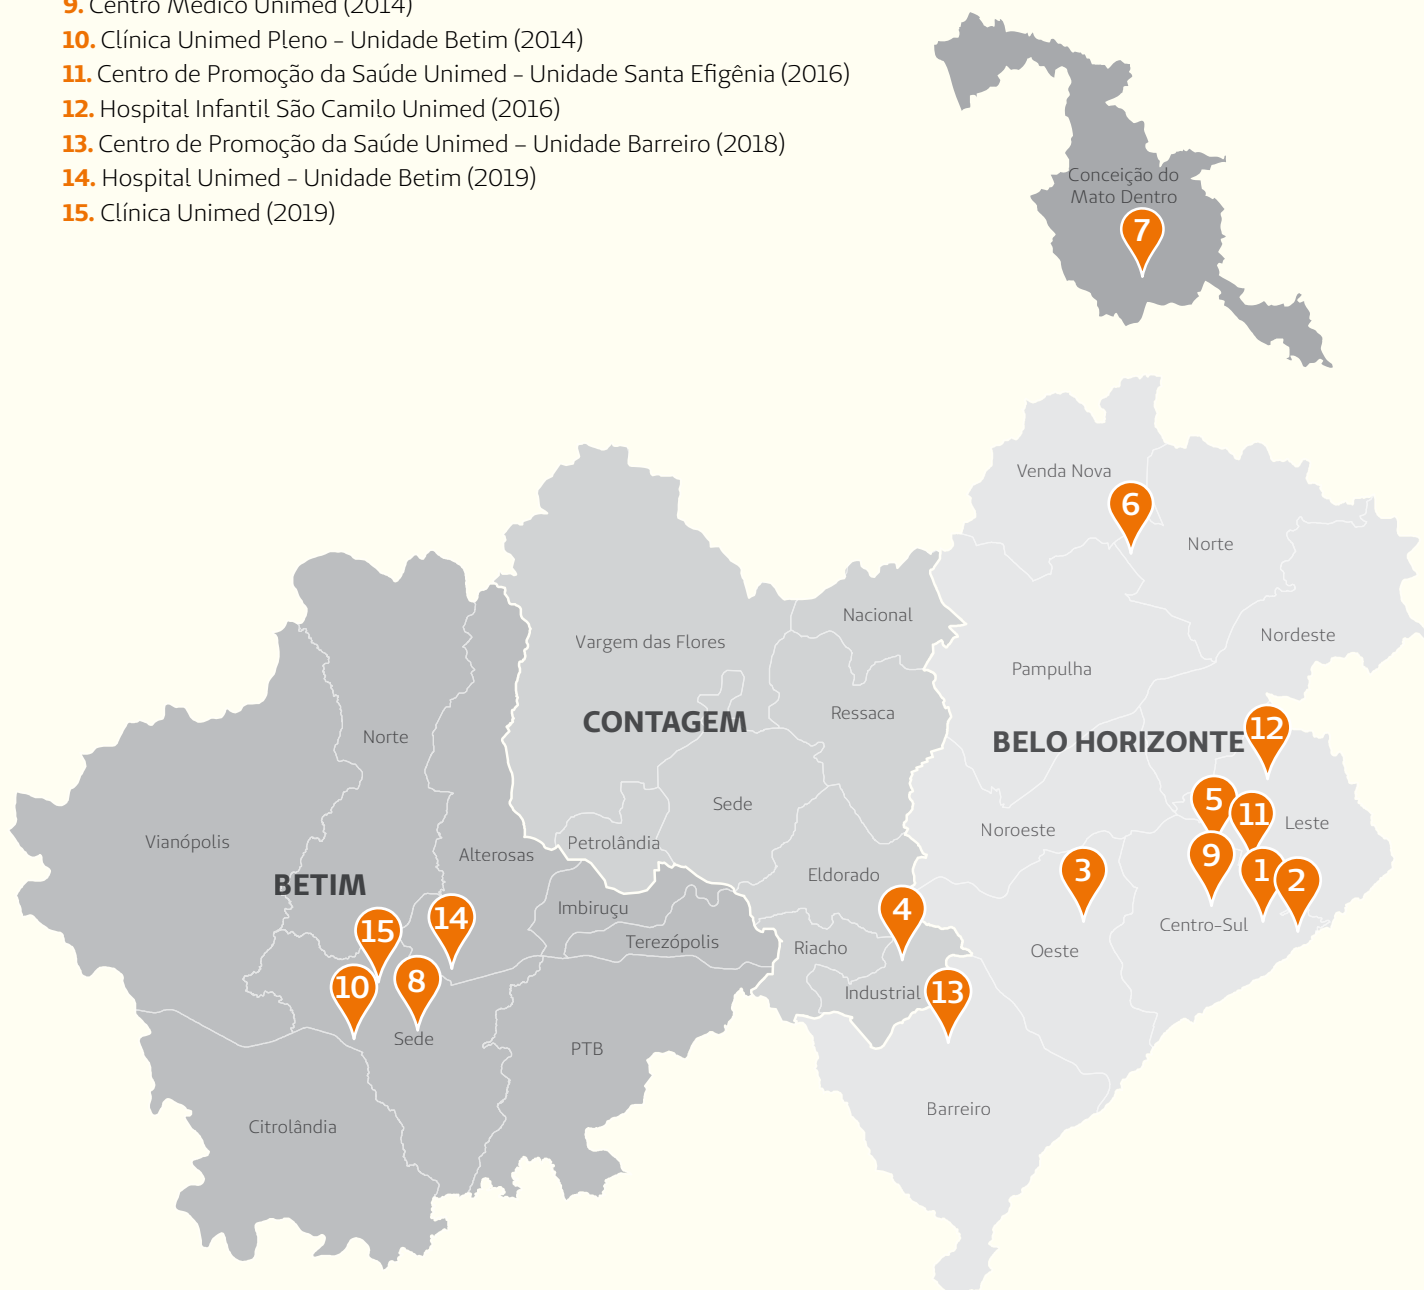 9. Centro Médico Unimed (2014)
10. Clínica Unimed Pleno - Unidade Betim (2014)
11. Centro de Promoção da Saúde Unimed - Unidade Santa Efigênia (2016)
12. Hospital Infantil São Camilo Unimed (2016)
13. Centro de Promoção da Saúde Unimed – Unidade Barreiro (2018)
14. Hospital Unimed - Unidade Betim (2019)
15. Clínica Unimed (2019)
Conceição do
Mato Dentro
7
Venda Nova
6
Norte
Nacional
Nordeste
Vargem das Flores
Pampulha
Ressaca
CONTAGEM
Norte
BELO HORIZONTE
12
Sede
5
11
Leste
Noroeste
Vianópolis
Petrolândia
Alterosas
9
3
1
2
Eldorado
BETIM
Imbiruçu
4
14
15
Centro-Sul
Terezópolis
Riacho
Oeste
10
8
Industrial
13
Sede
PTB
Barreiro
Citrolândia